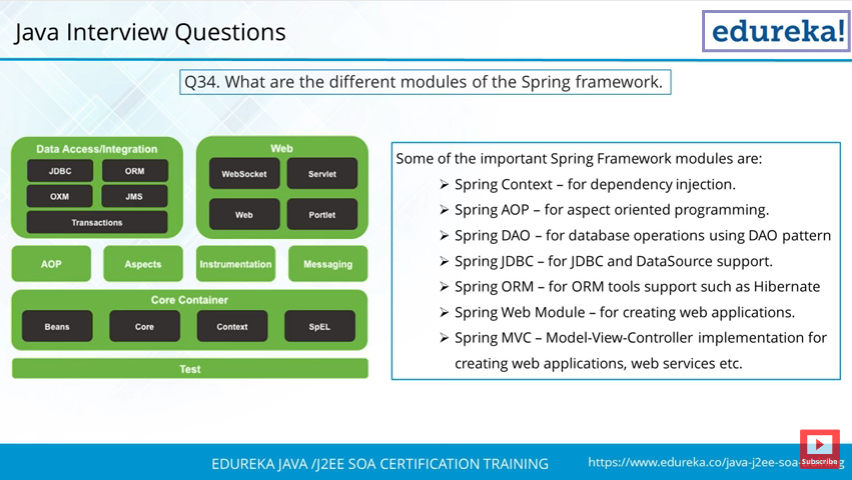 Java Interview Questions
edureka!
Q34. What are the different modules of the Spring framework.
Data Access/Integration
JDBC
ORM
OXM
JMS
Transactions
Web
WebSocket
Servlet
Web
Portlet
AOP
Aspects
Instrumentation
Messaging
Core Container
Beans
Core
Context
SpEL
Test
Some of the important Spring Framework modules are:
➢ Spring Context – for dependency injection.
➢ Spring AOP – for aspect oriented programming.
➢ Spring DAO – for database operations using DAO pattern
➢ Spring JDBC – for JDBC and DataSource support.
➢ Spring ORM – for ORM tools support such as Hibernate
➢ Spring Web Module – for creating web applications.
➢ Spring MVC – Model-View-Controller implementation for
creating web applications, web services etc.
EDUREKA JAVA /J2EE SOA CERTIFICATION TRAINING
https://www.edureka.co/java-j2ee-soa-
Subscribe